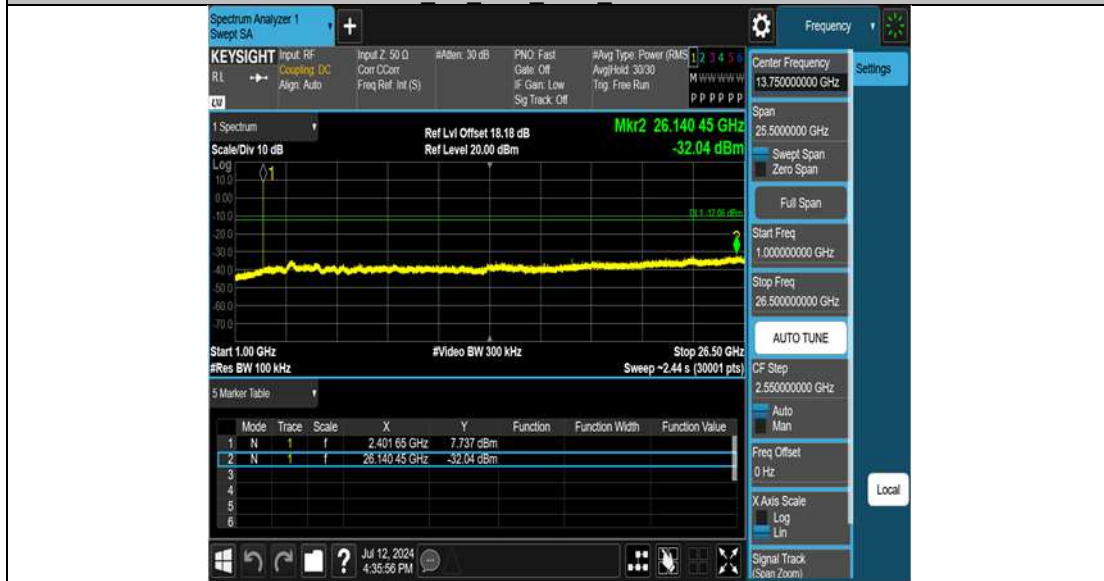 Spectrum Analyzer 1
Swept SA
+
Frequency
KEYSIGHT
RL
Input: RF
Coupling: DC
Align: Auto
Input Z: 50 Ω
Corr CCorr
Freq Ref: Int (S)
#Atten: 30 dB
PNO: Fast
Gate: Off
IF Gain: Low
Sig Track: Off
#Avg Type: Power (RMS
Avg|Hold: 30/30
Trig: Free Run
1 2 3 4 5 6
M W W W W W
P P P P P P
Center Frequency
13.750000000 GHz
Settings
Span
25.5000000 GHz
Swept Span
Zero Span
Full Span
Start Freq
1.000000000 GHz
Stop Freq
26.500000000 GHz
AUTO TUNE
CF Step
2.550000000 GHz
Auto
Man
Freq Offset
0 Hz
X Axis Scale
Log
Lin
Signal Track
(Span Zoom)
Local
1 Spectrum
Scale/Div 10 dB
Ref Lvl Offset 18.18 dB
Ref Level 20.00 dBm
Mkr2 26.140 45 GHz
-32.04 dBm
Log
10.0
0.00
-10.0
-20.0
-30.0
-40.0
-50.0
-60.0
-70.0
1
DL1 -12.06 dBm
2
Start 1.00 GHz
#Res BW 100 kHz
#Video BW 300 kHz
Stop 26.50 GHz
Sweep ~2.44 s (30001 pts)
5 Marker Table
Mode Trace Scale X Y Function Function Width Function Value
1 N 1 f 2.401 65 GHz 7.737 dBm
2 N 1 f 26.140 45 GHz -32.04 dBm
3
4
5
6
?
Jul 12, 2024
4:35:56 PM